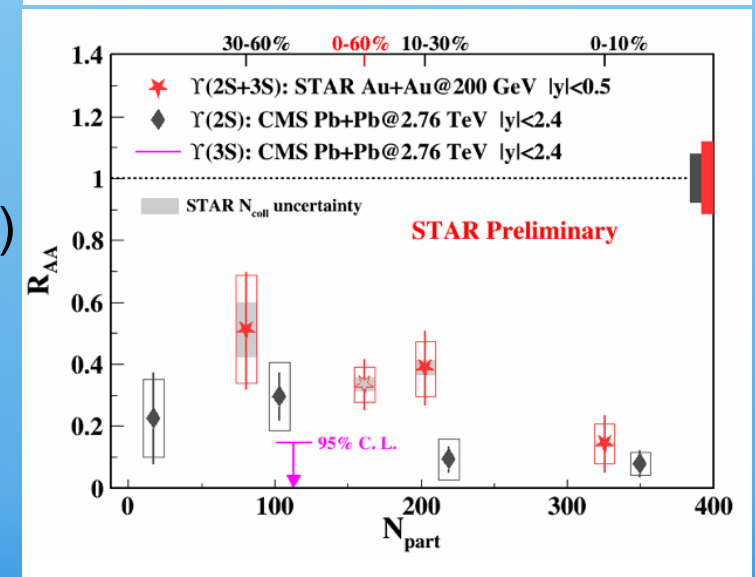 30-60% 0-60% 10-30% 0-10%
1.4
ϒ(2S+3S): STAR Au+Au@200 GeV |y|<0.5
1.2
ϒ(2S): CMS Pb+Pb@2.76 TeV |y|<2.4
ϒ(3S): CMS Pb+Pb@2.76 TeV |y|<2.4
1
STAR Ncoll uncertainty
)
STAR Preliminary
0.8
RAA
0.6
0.4
0.2
95% C. L.
0
0 100 200 300 400
Npart